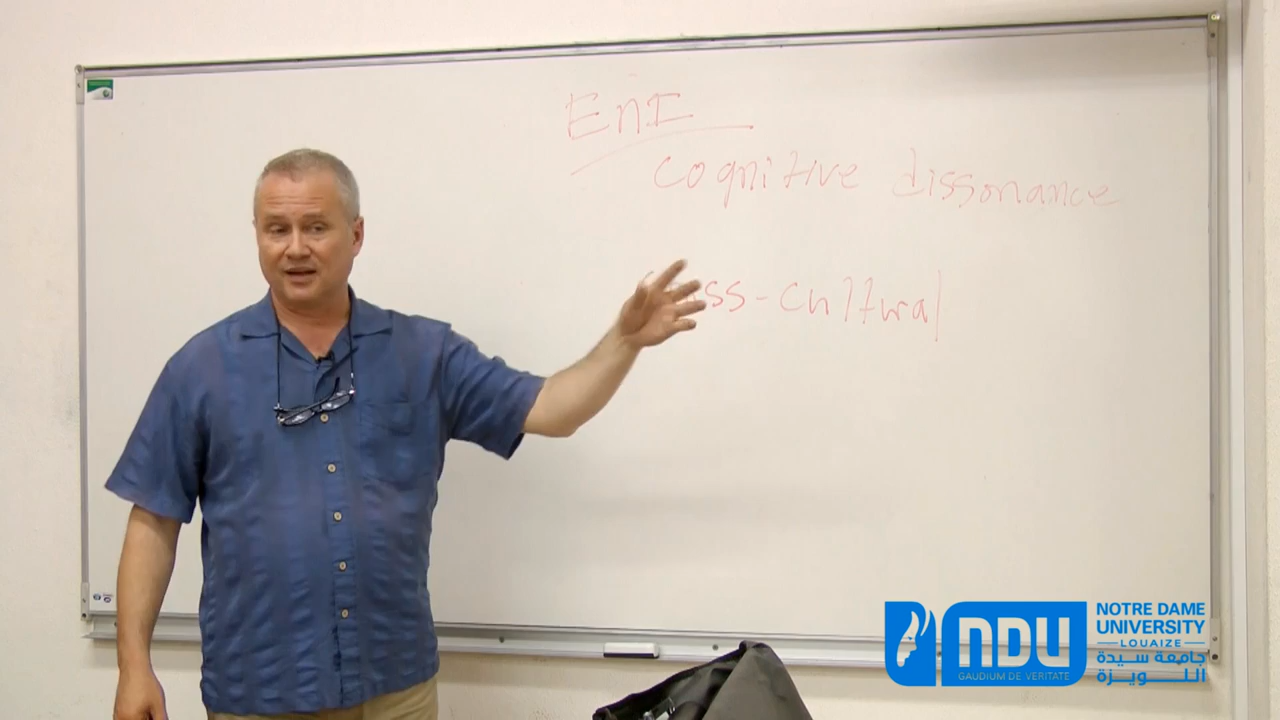 EnI
cognitive dissonance
ss-cultural
NDU
GAUDIUM DE VERITATE
NOTRE DAME
UNIVERSITY
LOUAIZE
جامعة سيدة
اللويزة